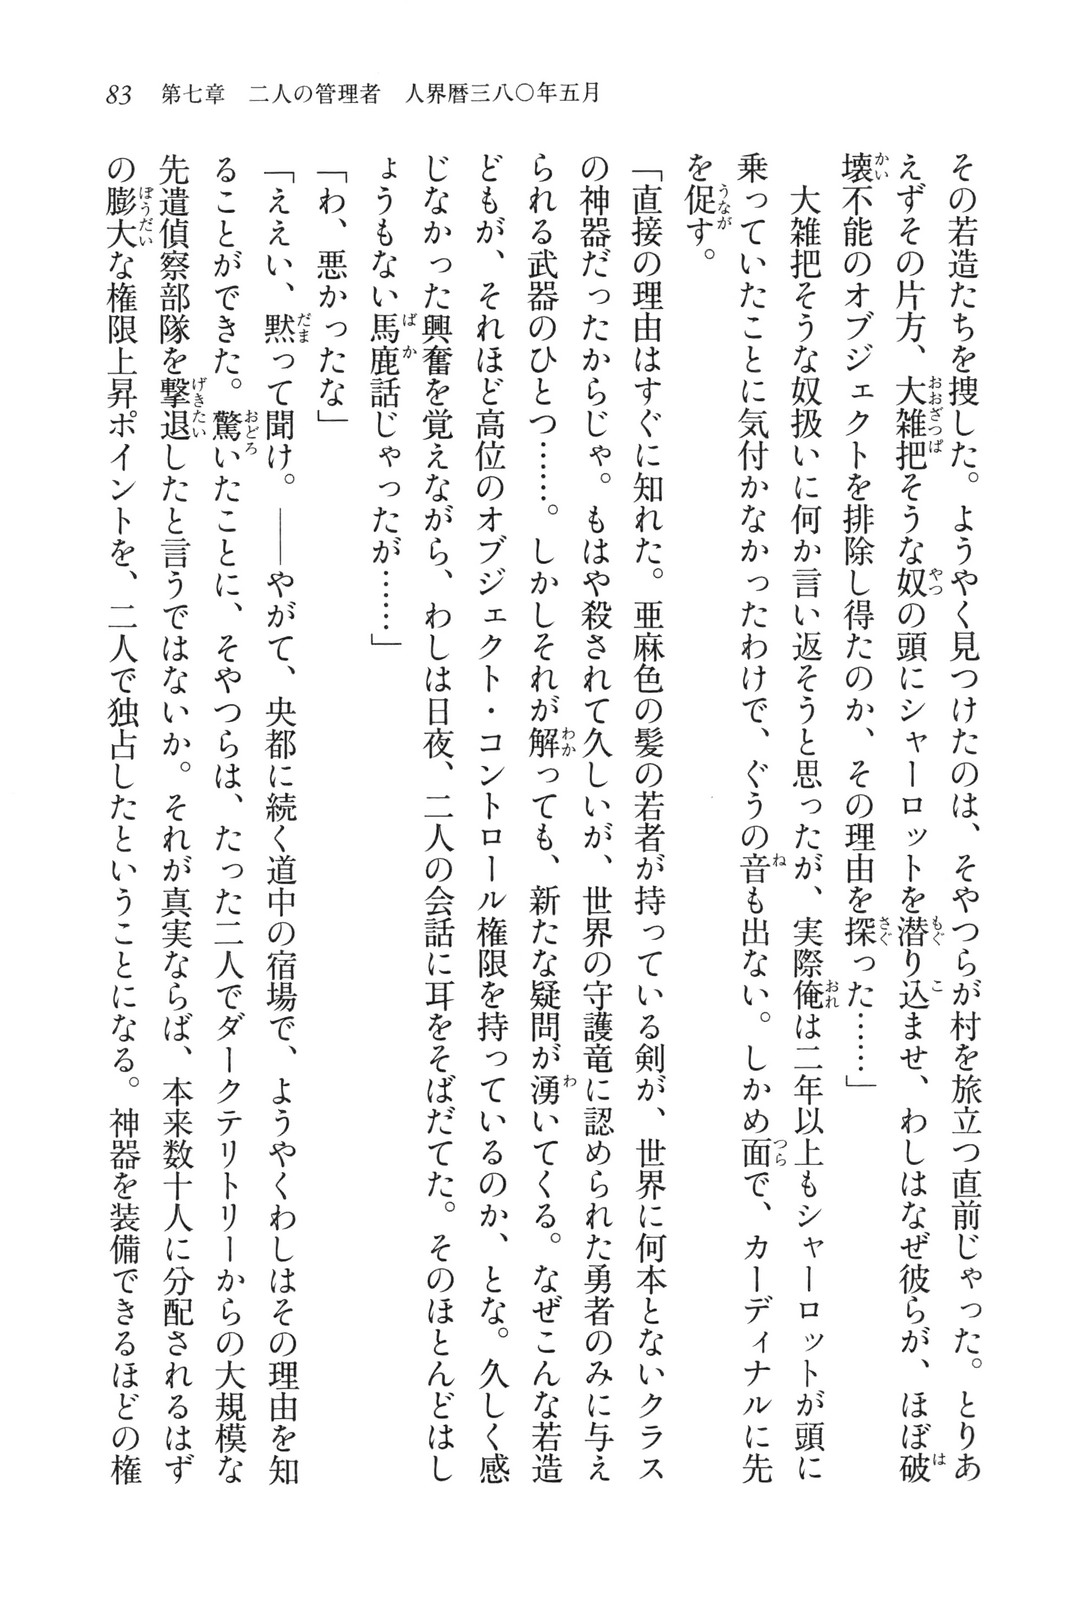 83　第七章　二人の管理者　人界暦三八〇年五月
その若造たちを捜した。ようやく見つけたのは、そやつらが村を旅立つ直前じゃった。とりあ
えずその片方、大雑把そうな奴の頭にシャーロットを潜り込ませ、わしはなぜ彼らが、ほぼ破
壊不能のオブジェクトを排除し得たのか、その理由を探った……」
　大雑把そうな奴扱いに何か言い返そうと思ったが、実際俺は二年以上もシャーロットが頭に
乗っていたことに気付かなかったわけで、ぐうの音も出ない。しかめ面で、カーディナルに先
を促す。
「直接の理由はすぐに知れた。亜麻色の髪の若者が持っている剣が、世界に何本とないクラス
の神器だったからじゃ。もはや殺されて久しいが、世界の守護竜に認められた勇者のみに与え
られる武器のひとつ……。しかしそれが解っても、新たな疑問が湧いてくる。なぜこんな若造
どもが、それほど高位のオブジェクト・コントロール権限を持っているのか、とな。久しく感
じなかった興奮を覚えながら、わしは日夜、二人の会話に耳をそばだてた。そのほとんどはし
ょうもない馬鹿話じゃったが……」
「わ、悪かったな」
「ええい、黙って聞け。――やがて、央都に続く道中の宿場で、ようやくわしはその理由を知
ることができた。驚いたことに、そやつらは、たった二人でダークテリトリーからの大規模な
先遣偵察部隊を撃退したと言うではないか。それが真実ならば、本来数十人に分配されるはず
の膨大な権限上昇ポイントを、二人で独占したということになる。神器を装備できるほどの権